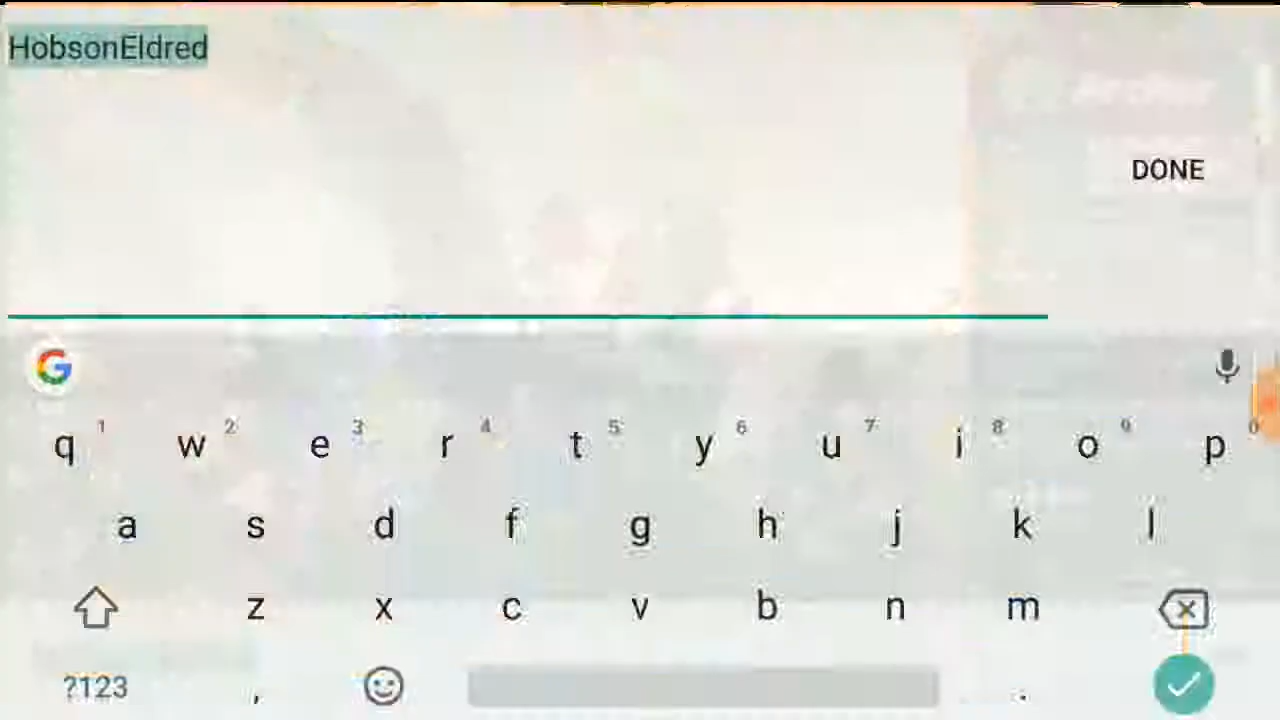 HobsonEldred
DONE
G
q 1 w 2 e 3 r 4 t 5 y 6 u 7 i 8 o 9 p 0
a s d f g h j k l
z x c v b n m
?123 , .